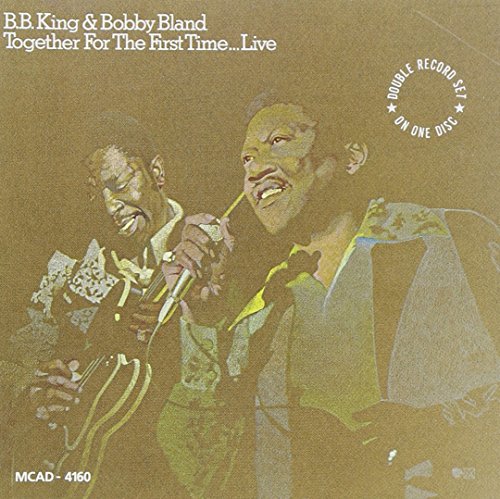 B.B. King & Bobby Bland
Together For The First Time...Live
DOUBLE RECORD SET
ON ONE DISC
MCAD - 4160